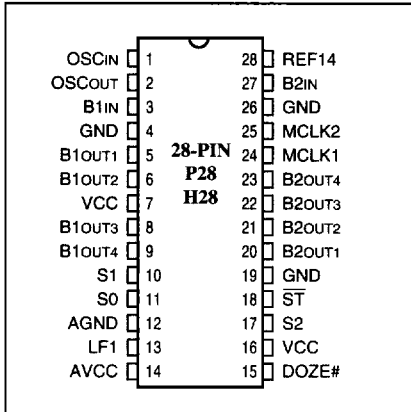 OSCIN 1 28 REF14
OSCOUT 2 27 B2IN
B1IN 3 26 GND
GND 4 25 MCLK2
B1OUT1 5 28-PIN 24 MCLK1
B1OUT2 6 P28 23 B2OUT4
VCC 7 H28 22 B2OUT3
B1OUT3 8 21 B2OUT2
B1OUT4 9 20 B2OUT1
S1 10 19 GND
S0 11 18 S̅T̅
AGND 12 17 S2
LF1 13 16 VCC
AVCC 14 15 DOZE#